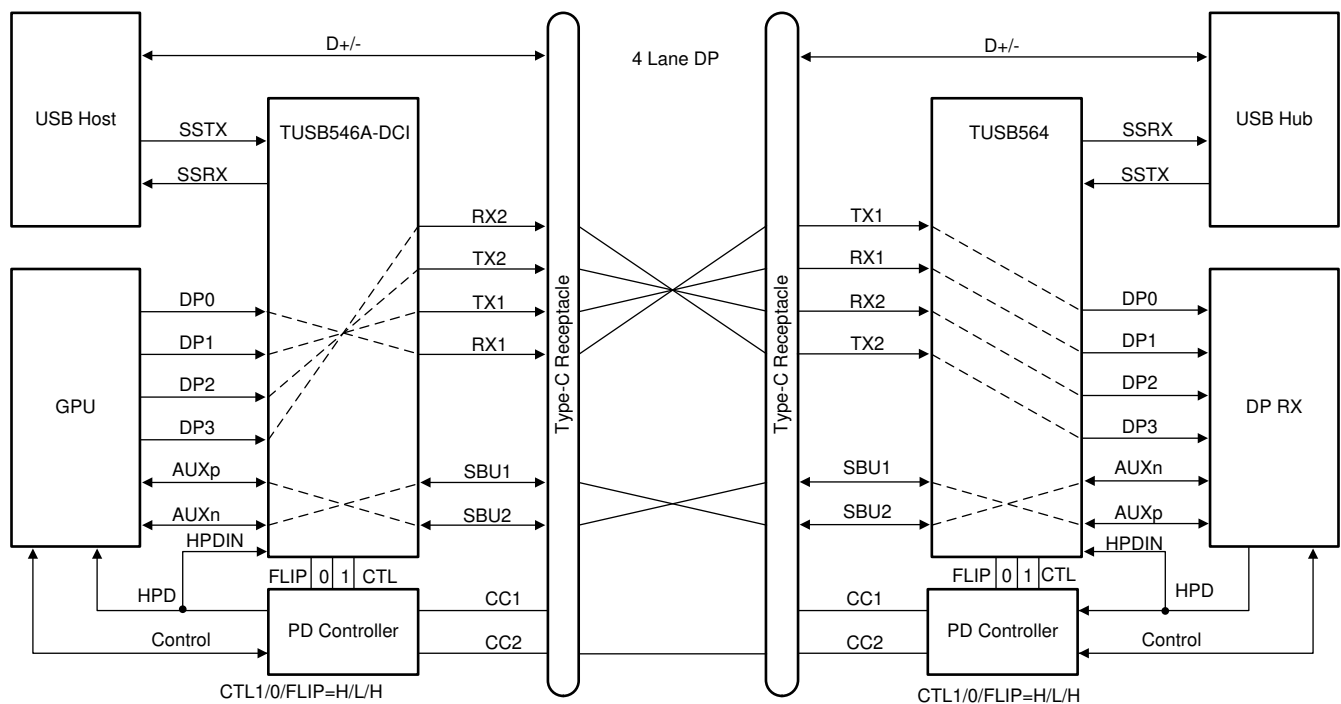 D+/-
4 Lane DP
D+/-
USB Host
SSTX
SSRX
TUSB546A-DCI
TUSB564
SSRX
SSTX
USB Hub
RX2
TX2
TX1
RX1
TX1
RX1
RX2
TX2
GPU
DP0
DP1
DP2
DP3
AUXp
AUXn
HPDIN
SBU1
SBU2
Type-C Receptacle
Type-C Receptacle
SBU1
SBU2
DP0
DP1
DP2
DP3
AUXn
AUXp
HPDIN
DP RX
FLIP 0 1 CTL
FLIP 0 1 CTL
HPD
Control
PD Controller
CC1
CC2
CC1
CC2
PD Controller
HPD
Control
CTL1/0/FLIP=H/L/H
CTL1/0/FLIP=H/L/H